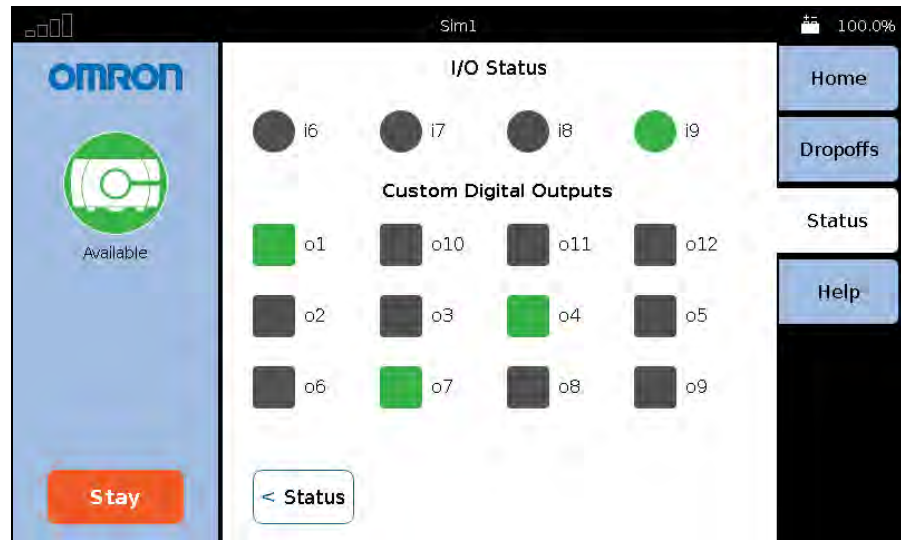 Sim1
100.0%
OMRON
Available
Stay
I/O Status
i6 i7 i8 i9
Custom Digital Outputs
o1 o10 o11 o12
o2 o3 o4 o5
o6 o7 o8 o9
< Status
Home
Dropoffs
Status
Help